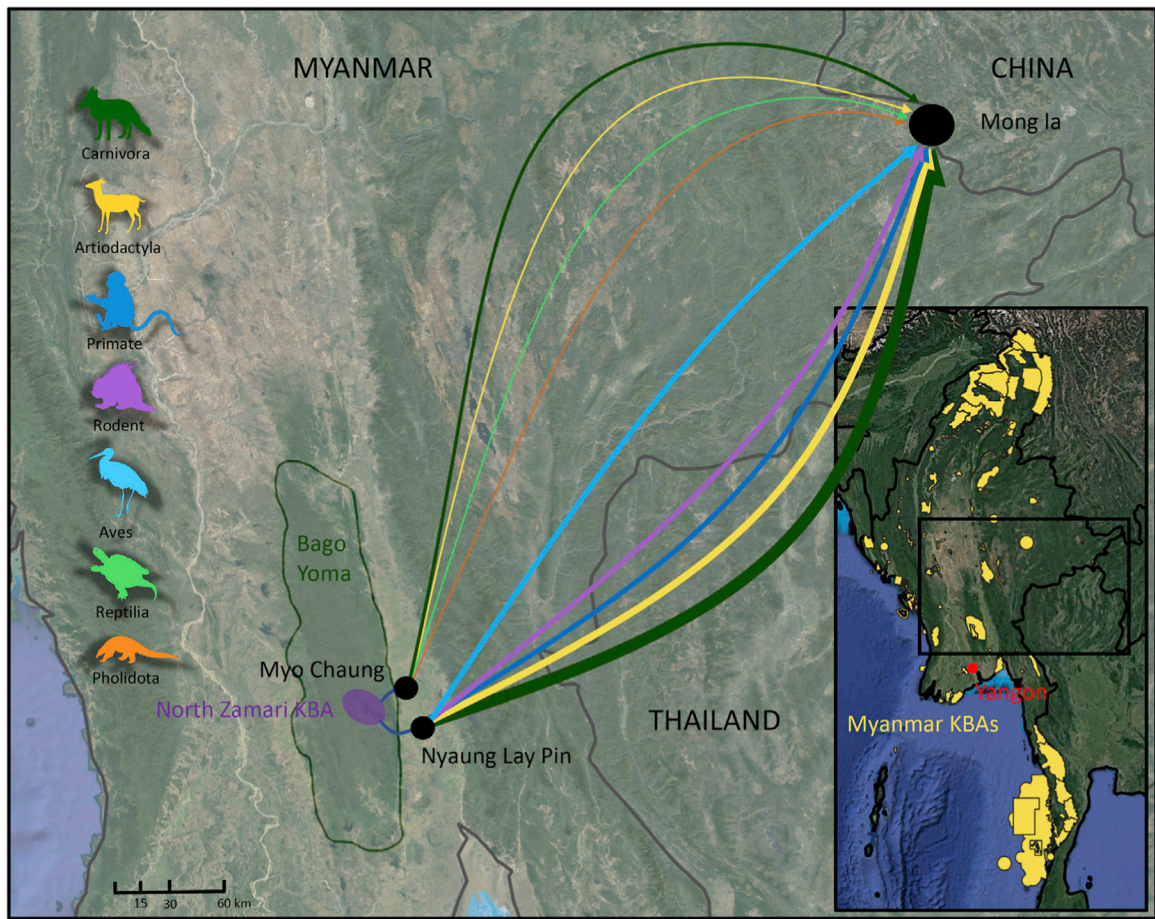 MYANMAR
CHINA
Mong la
Carnivora
Artiodactyla
Primate
Rodent
Aves
Reptilia
Pholidota
Bago
Yoma
Myo Chaung
North Zamari KBA
Nyaung Lay Pin
THAILAND
Yangon
Myanmar KBAs
15 30 60 km